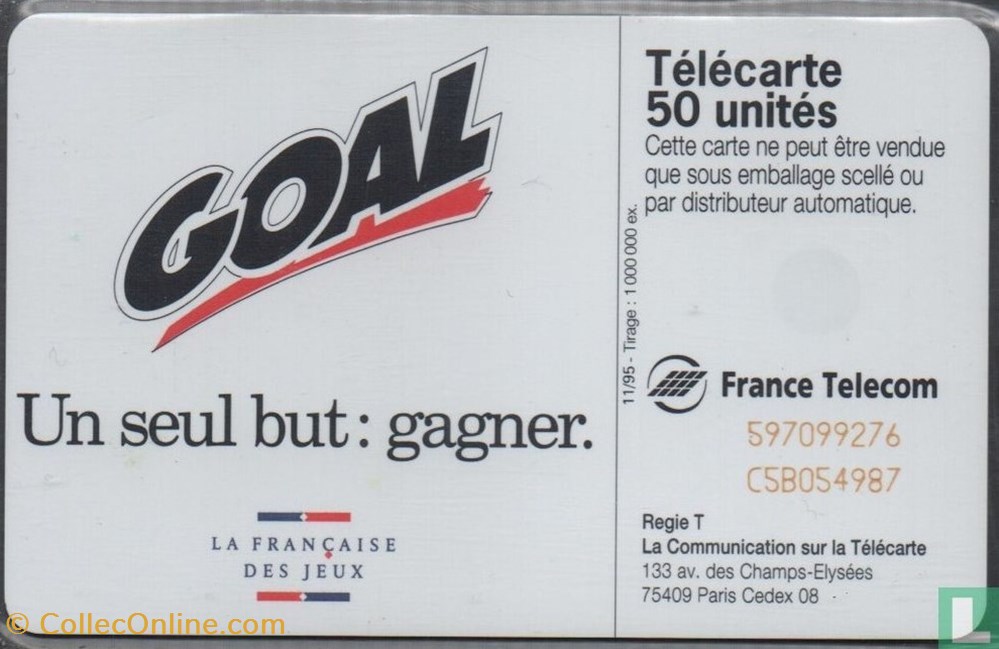 GOAL
Un seul but : gagner.
LA FRANÇAISE
DES JEUX
11/95 - Tirage : 1 000 000 ex.
Télécarte
50 unités
Cette carte ne peut être vendue
que sous emballage scellé ou
par distributeur automatique.
France Telecom
597099276
C5B054987
Regie T
La Communication sur la Télécarte
133 av. des Champs-Elysées
75409 Paris Cedex 08
© CollecOnline.com
L